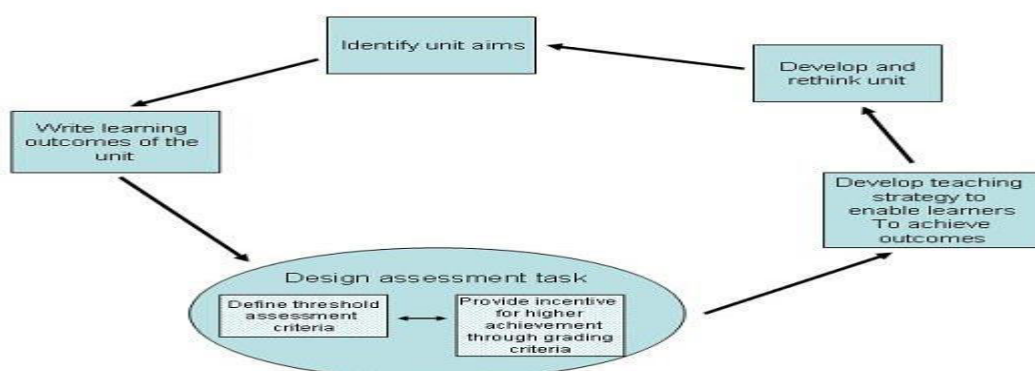 Identify unit aims
Develop and
rethink unit
Write learning
outcomes of the
unit
Develop teaching
strategy to
enable learners
To achieve
outcomes
Design assessment task
Define threshold
assessment
criteria
Provide incentive
for higher
achievement
through grading
criteria